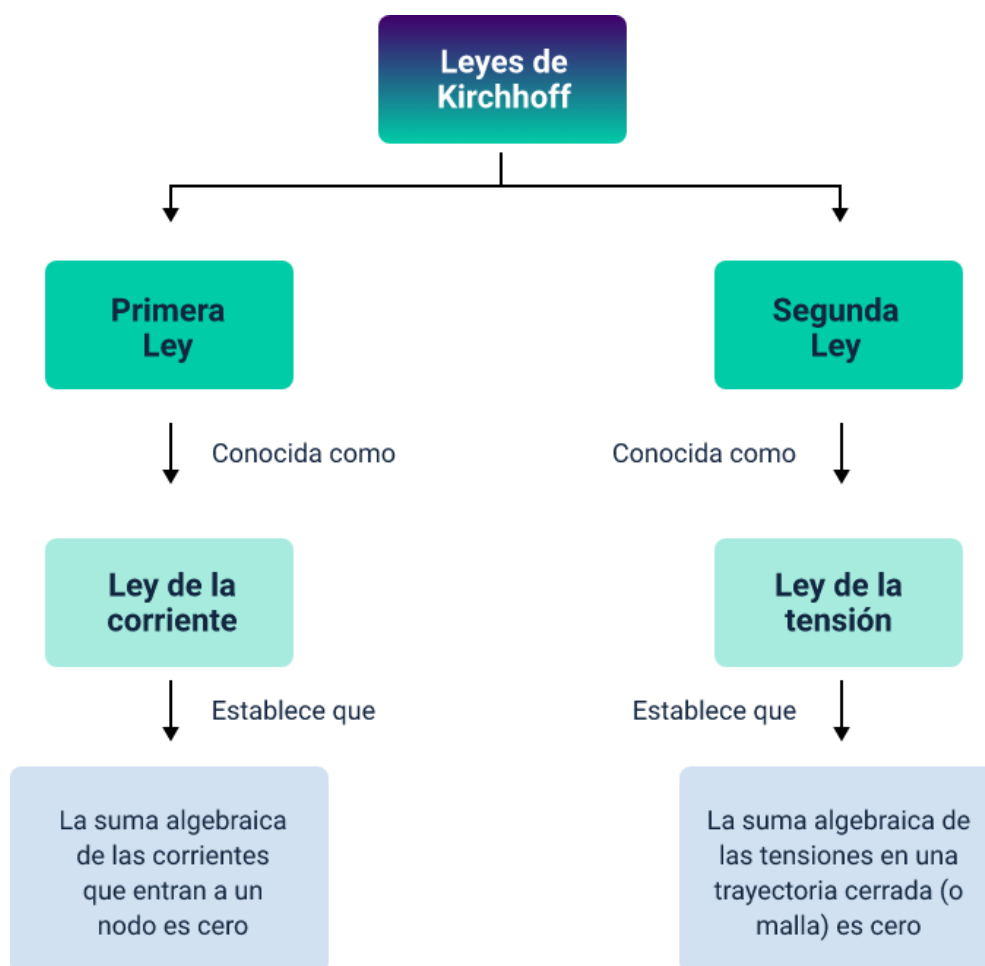 Leyes de
Kirchhoff
Primera
Ley
Segunda
Ley
Conocida como
Conocida como
Ley de la
corriente
Ley de la
tensión
Establece que
Establece que
La suma algebraica
de las corrientes
que entran a un
nodo es cero
La suma algebraica de
las tensiones en una
trayectoria cerrada (o
malla) es cero